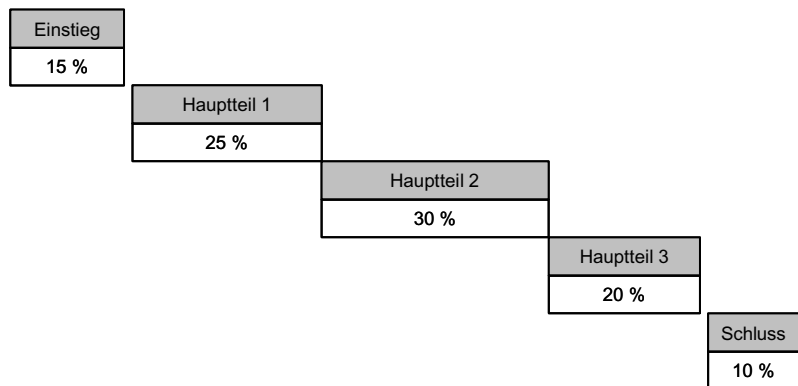 Einstieg
15 %
Hauptteil 1
25 %
Hauptteil 2
30 %
Hauptteil 3
20 %
Schluss
10 %